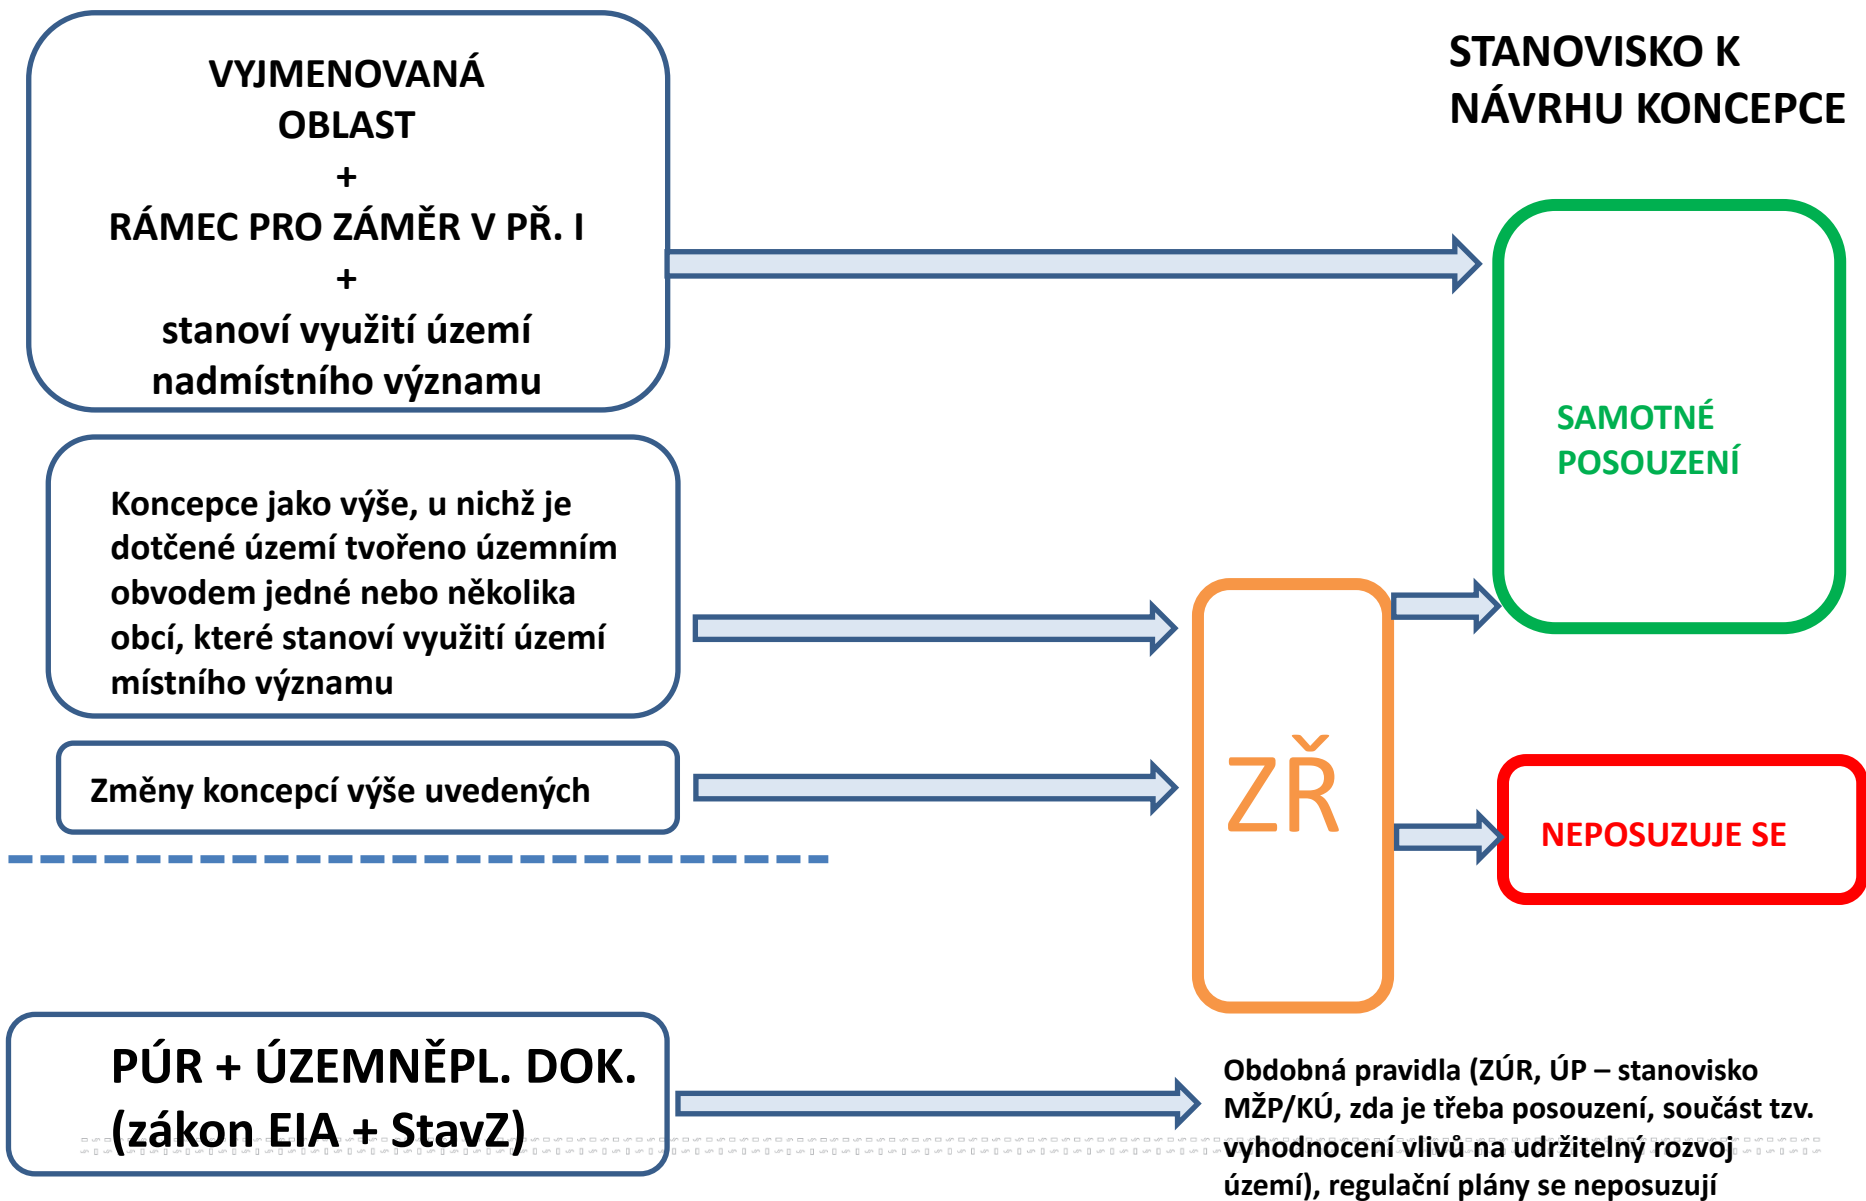 VYJMENOVANÁ
OBLAST
+
RÁMEC PRO ZÁMĚR V PŘ. I
+
stanoví využití území
nadmístního významu
STANOVISKO K
NÁVRHU KONCEPCE
SAMOTNÉ
POSOUZENÍ
Koncepce jako výše, u nichž je
dotčené území tvořeno územním
obvodem jedné nebo několika
obcí, které stanoví využití území
místního významu
Změny koncepcí výše uvedených
ZŘ
NEPOSUZUJE SE
PÚR + ÚZEMNĚPL. DOK.
(zákon EIA + StavZ)
Obdobná pravidla (ZÚR, ÚP – stanovisko
MŽP/KÚ, zda je třeba posouzení, součást tzv.
vyhodnocení vlivů na udržitelný rozvoj
území), regulační plány se neposuzují